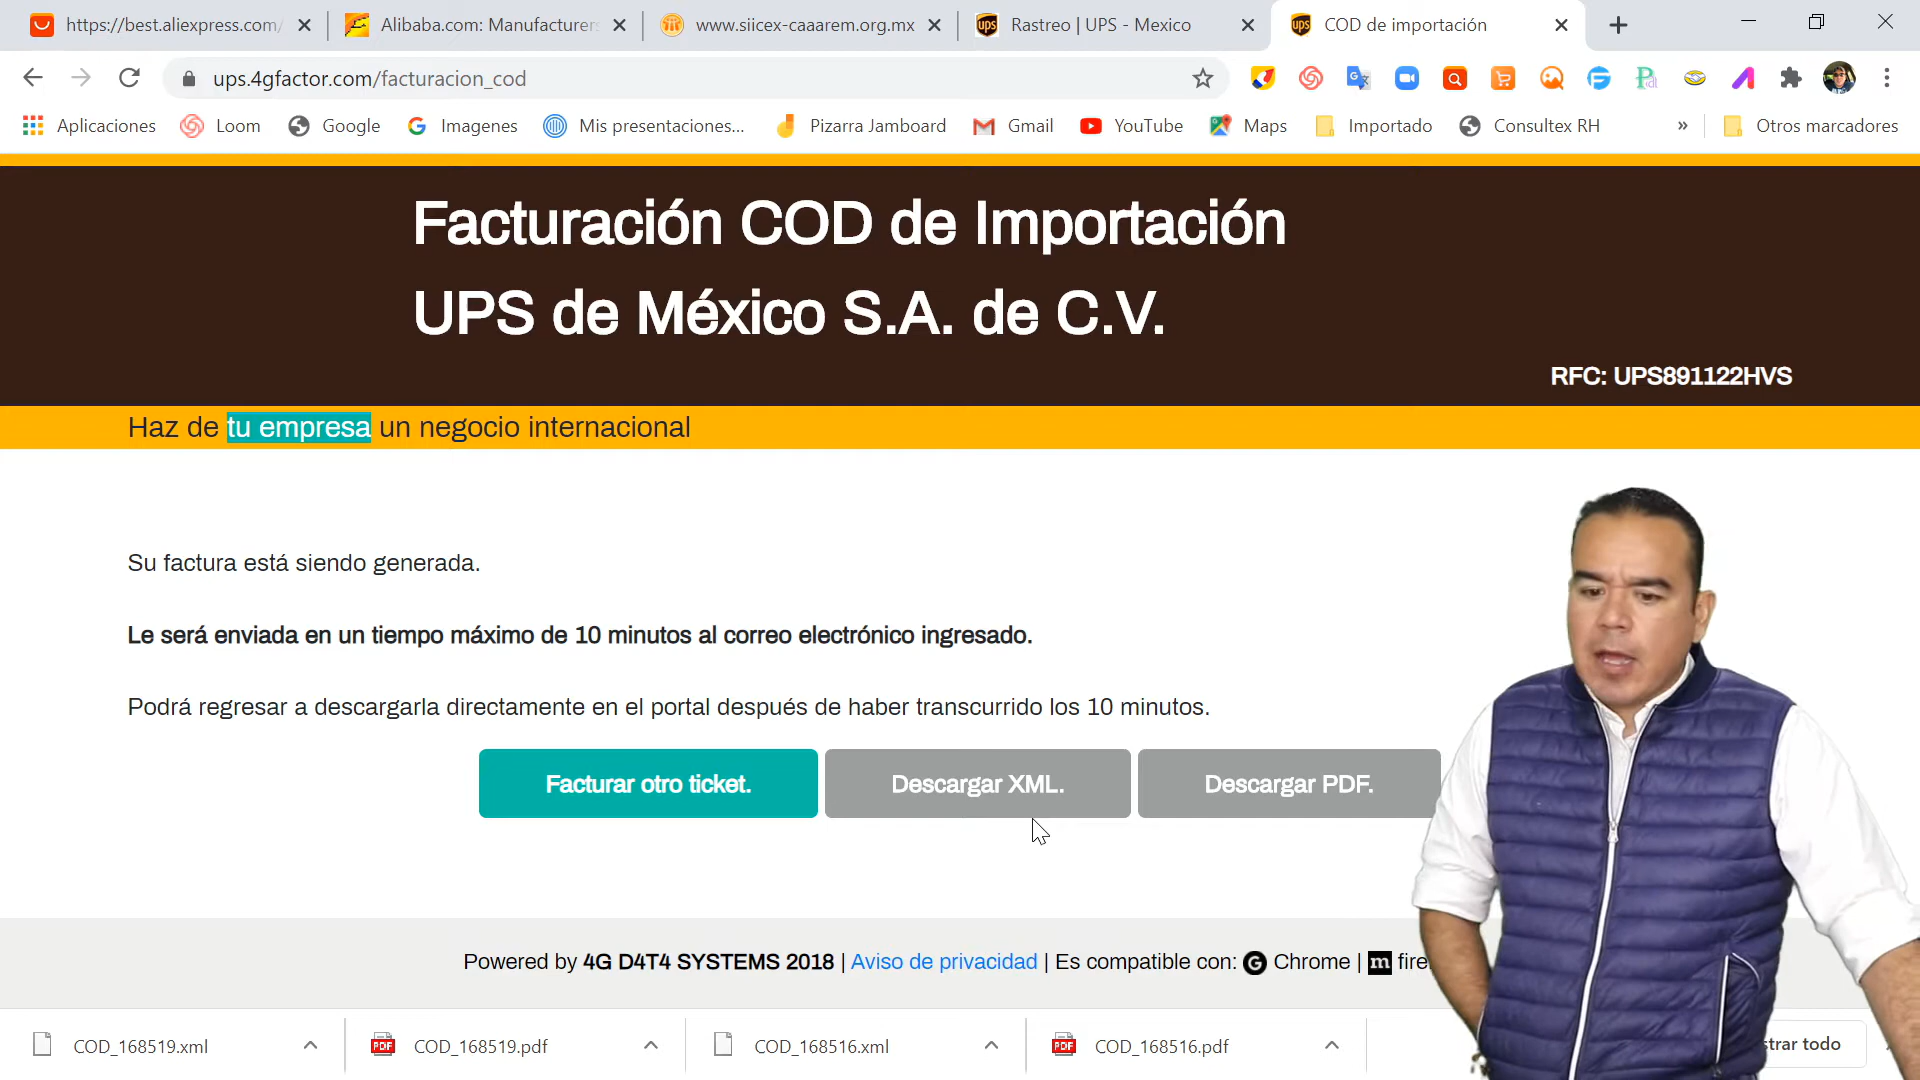 https://best.aliexpress.com/
Alibaba.com: Manufacturers
www.siicex-caaarem.org.mx
Rastreo | UPS - Mexico
COD de importación
ups.4gfactor.com/facturacion_cod
Aplicaciones
Loom
Google
Imagenes
Mis presentaciones...
Pizarra Jamboard
Gmail
YouTube
Maps
Importado
Consultex RH
»
Otros marcadores
Facturación COD de Importación
UPS de México S.A. de C.V.
RFC: UPS891122HVS
Haz de tu empresa un negocio internacional
Su factura está siendo generada.
Le será enviada en un tiempo máximo de 10 minutos al correo electrónico ingresado.
Podrá regresar a descargarla directamente en el portal después de haber transcurrido los 10 minutos.
Facturar otro ticket.
Descargar XML.
Descargar PDF.
Powered by 4G D4T4 SYSTEMS 2018 | Aviso de privacidad | Es compatible con: Chrome | fire
COD_168519.xml
COD_168519.pdf
COD_168516.xml
COD_168516.pdf
strar todo